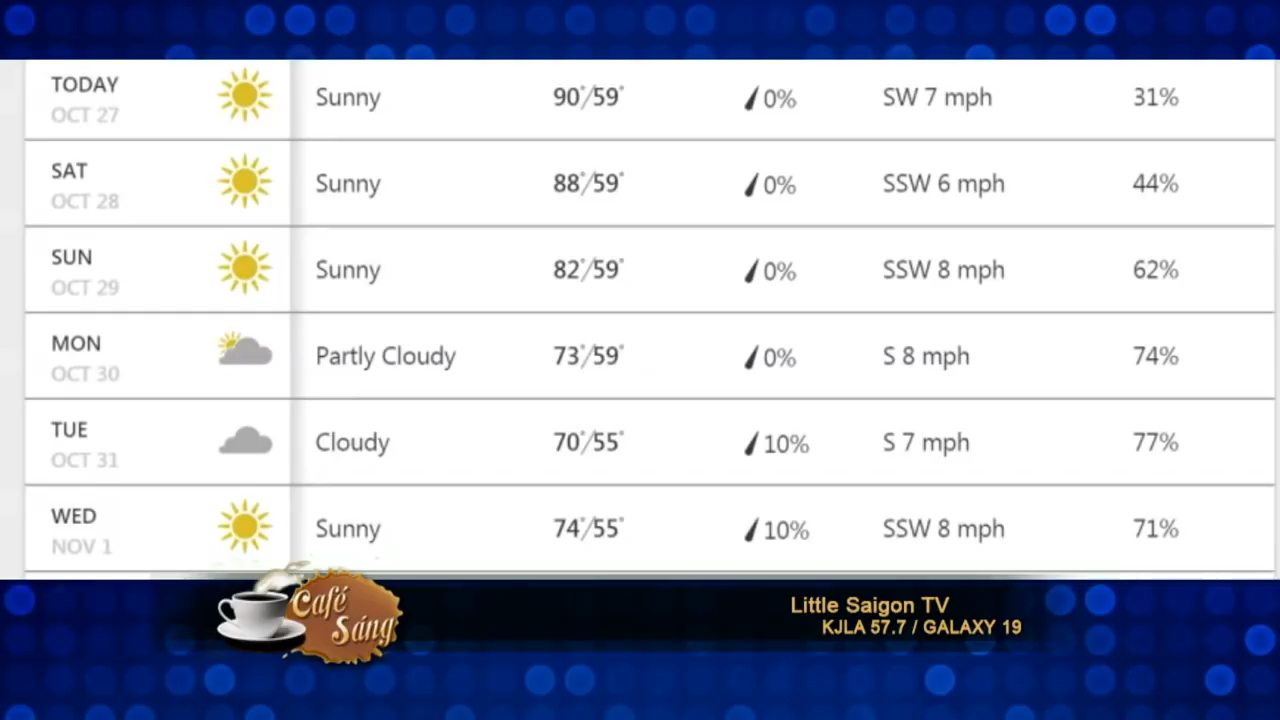 TODAY
OCT 27
Sunny 90°/59° 0% SW 7 mph 31%
SAT
OCT 28
Sunny 88°/59° 0% SSW 6 mph 44%
SUN
OCT 29
Sunny 82°/59° 0% SSW 8 mph 62%
MON
OCT 30
Partly Cloudy 73°/59° 0% S 8 mph 74%
TUE
OCT 31
Cloudy 70°/55° 10% S 7 mph 77%
WED
NOV 1
Sunny 74°/55° 10% SSW 8 mph 71%
Café
Sáng
Little Saigon TV
KJLA 57.7 / GALAXY 19